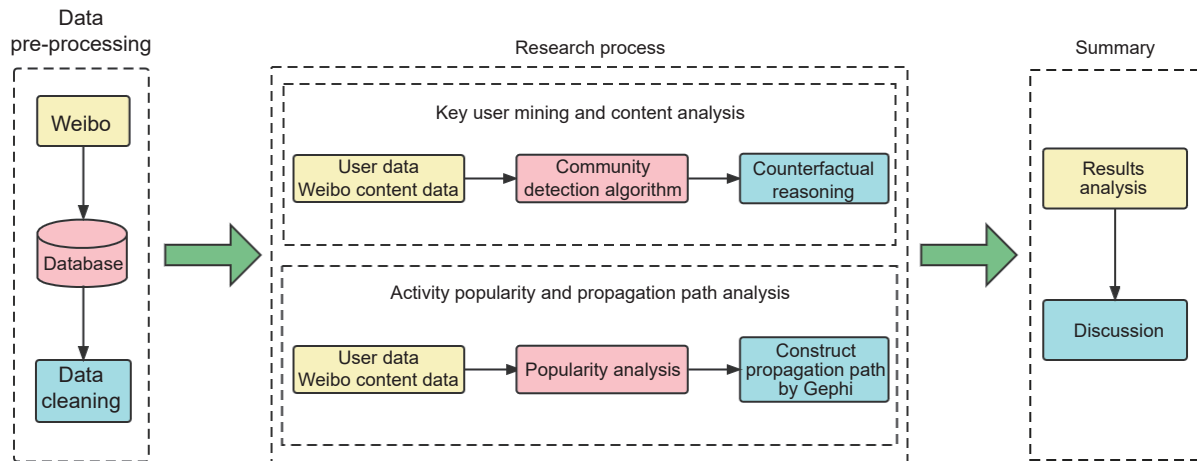 Data
pre-processing
Weibo
Database
Data
cleaning
Research process
Key user mining and content analysis
User data
Weibo content data
Community
detection algorithm
Counterfactual
reasoning
Activity popularity and propagation path analysis
User data
Weibo content data
Popularity analysis
Construct
propagation path
by Gephi
Summary
Results
analysis
Discussion